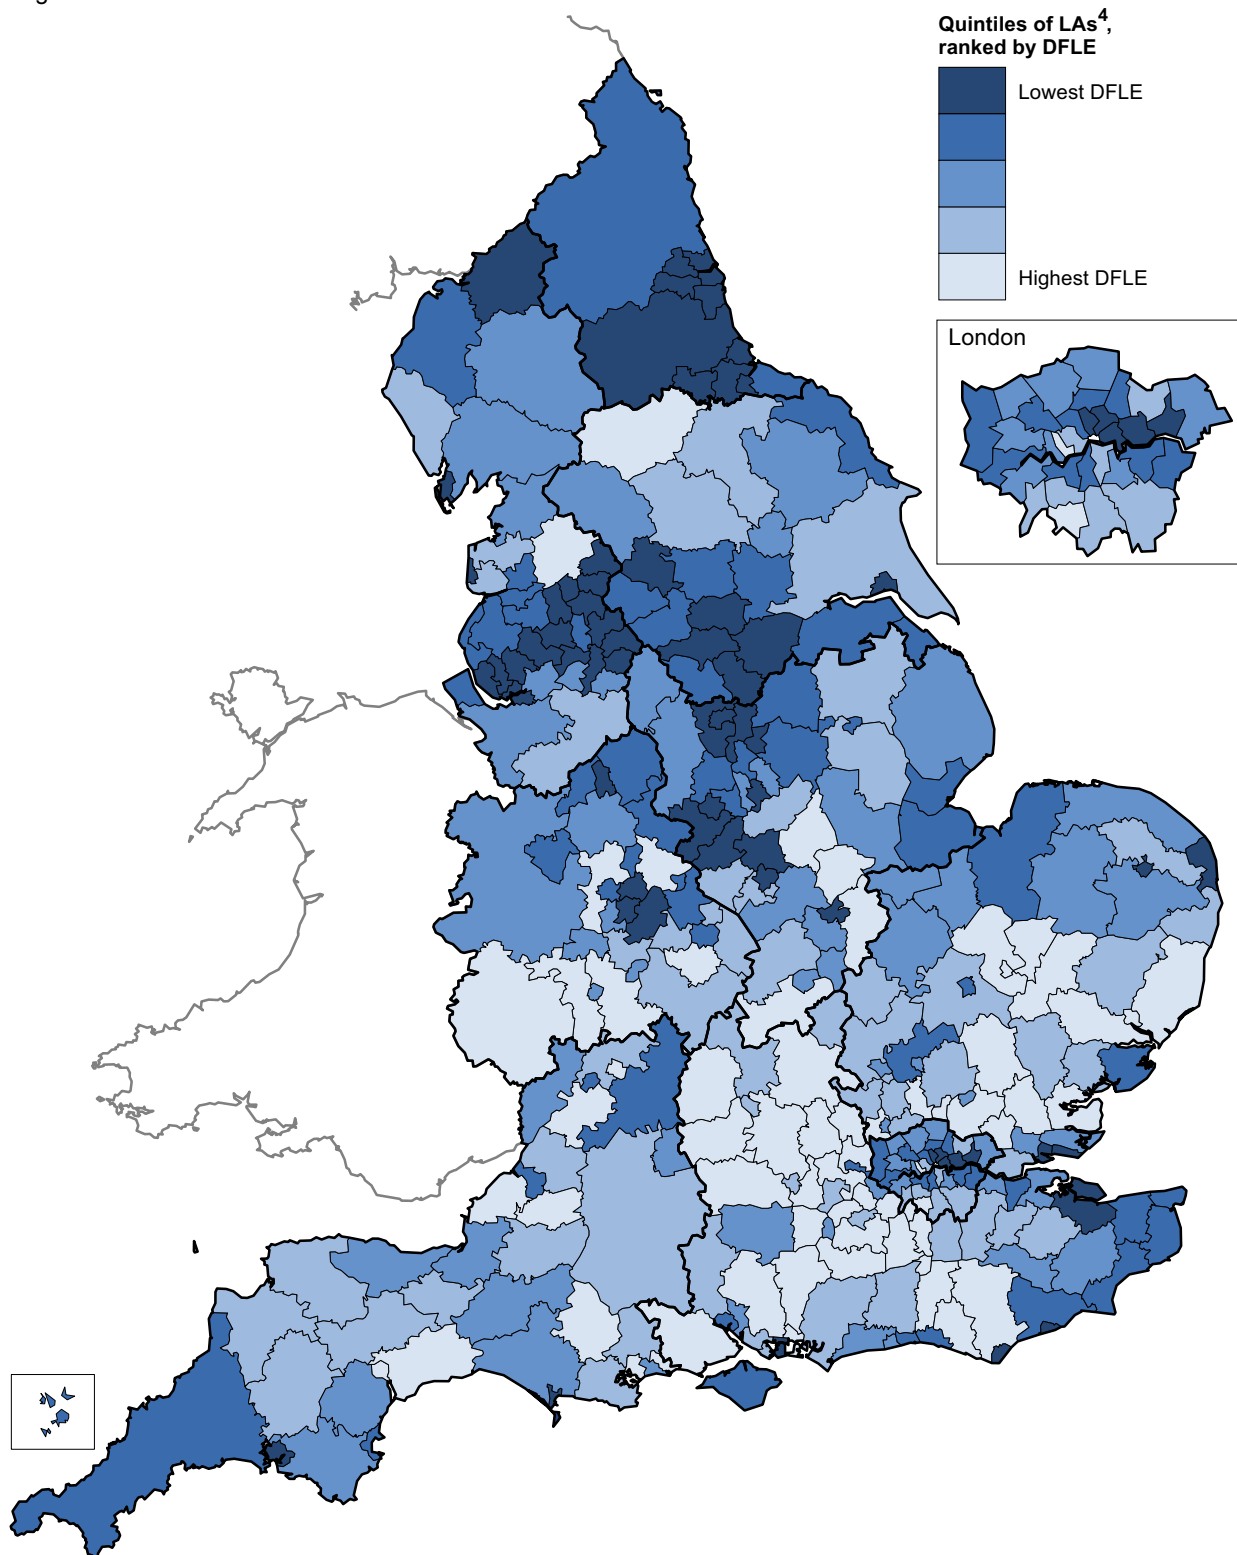 Quintiles of LAs4,
ranked by DFLE
Lowest DFLE
Highest DFLE
London